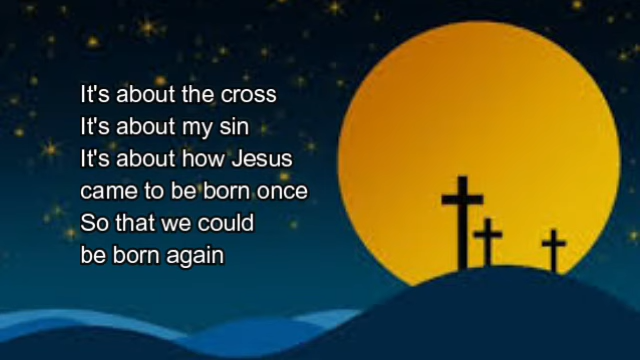 It's about the cross
It's about my sin
It's about how Jesus
came to be born once
So that we could
be born again